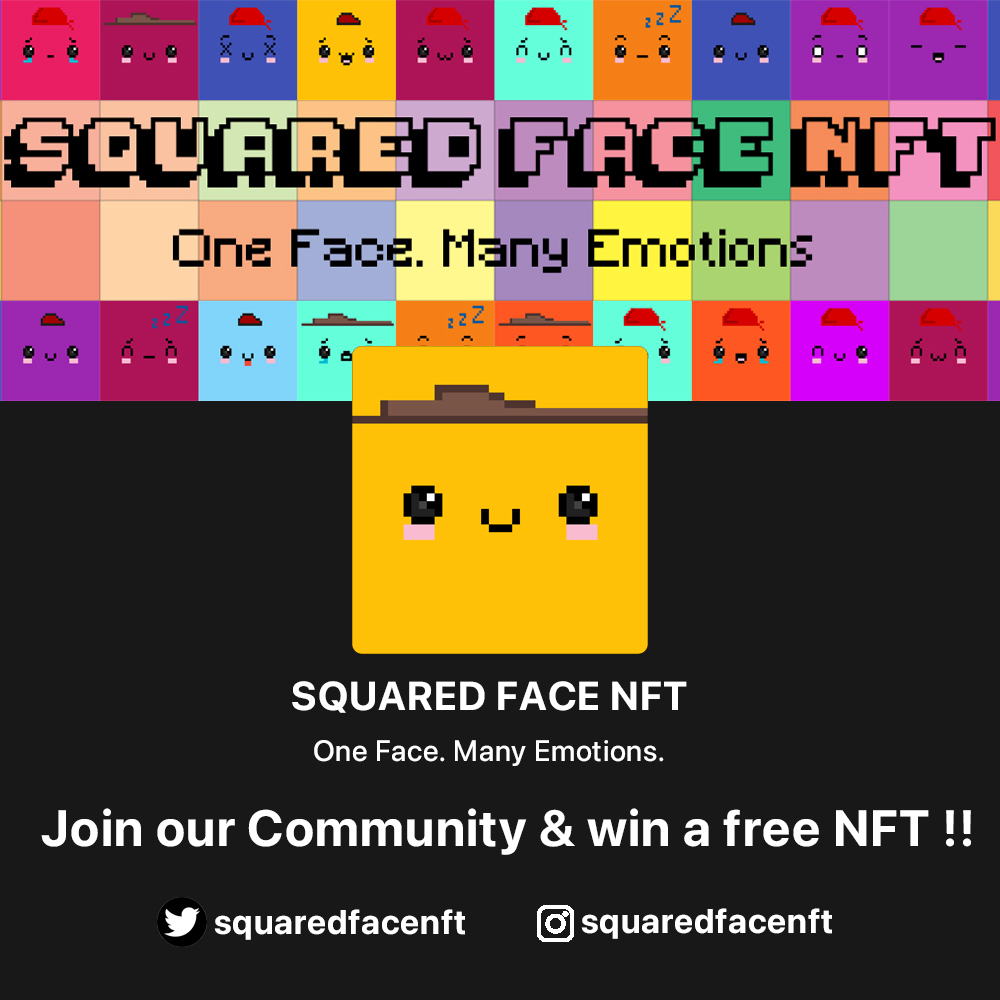 z z Z
SQUARED FACE NFT
One Face. Many Emotions
z z Z
z z Z
SQUARED FACE NFT
One Face. Many Emotions.
Join our Community & win a free NFT !!
squaredfacenft
squaredfacenft